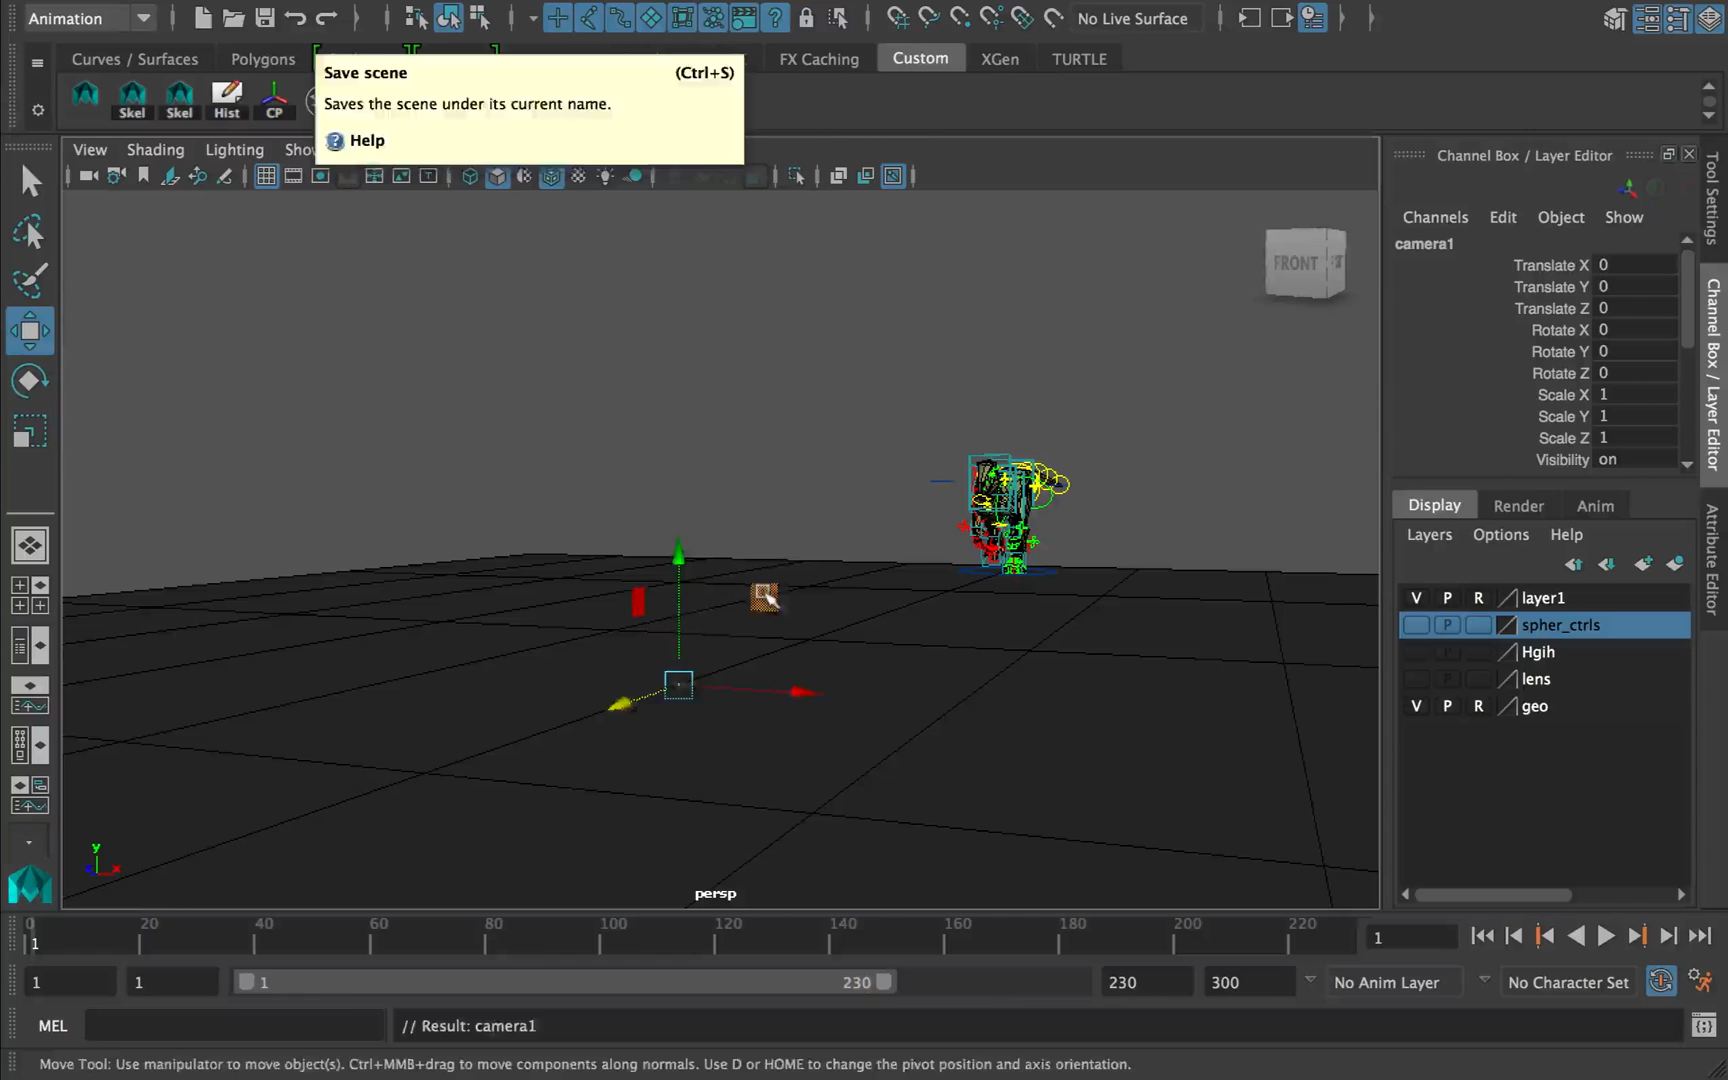 Animation
No Live Surface
Curves / Surfaces Polygons FX Caching Custom XGen TURTLE
Save scene (Ctrl+S)
Saves the scene under its current name.
? Help
Skel Skel Hist CP
View Shading Lighting Sho
Channel Box / Layer Editor
Channels Edit Object Show
camera1
Translate X 0
Translate Y 0
Translate Z 0
Rotate X 0
Rotate Y 0
Rotate Z 0
Scale X 1
Scale Y 1
Scale Z 1
Visibility on
Tool Settings
Channel Box / Layer Editor
Attribute Editor
FRONT
Display Render Anim
Layers Options Help
V P R layer1
P spher_ctrls
P Hgih
P lens
V P R geo
y
x
persp
0 20 40 60 80 100 120 140 160 180 200 220
1
1
1 1 1 230 230 300 No Anim Layer No Character Set
MEL // Result: camera1
Move Tool: Use manipulator to move object(s). Ctrl+MMB+drag to move components along normals. Use D or HOME to change the pivot position and axis orientation.